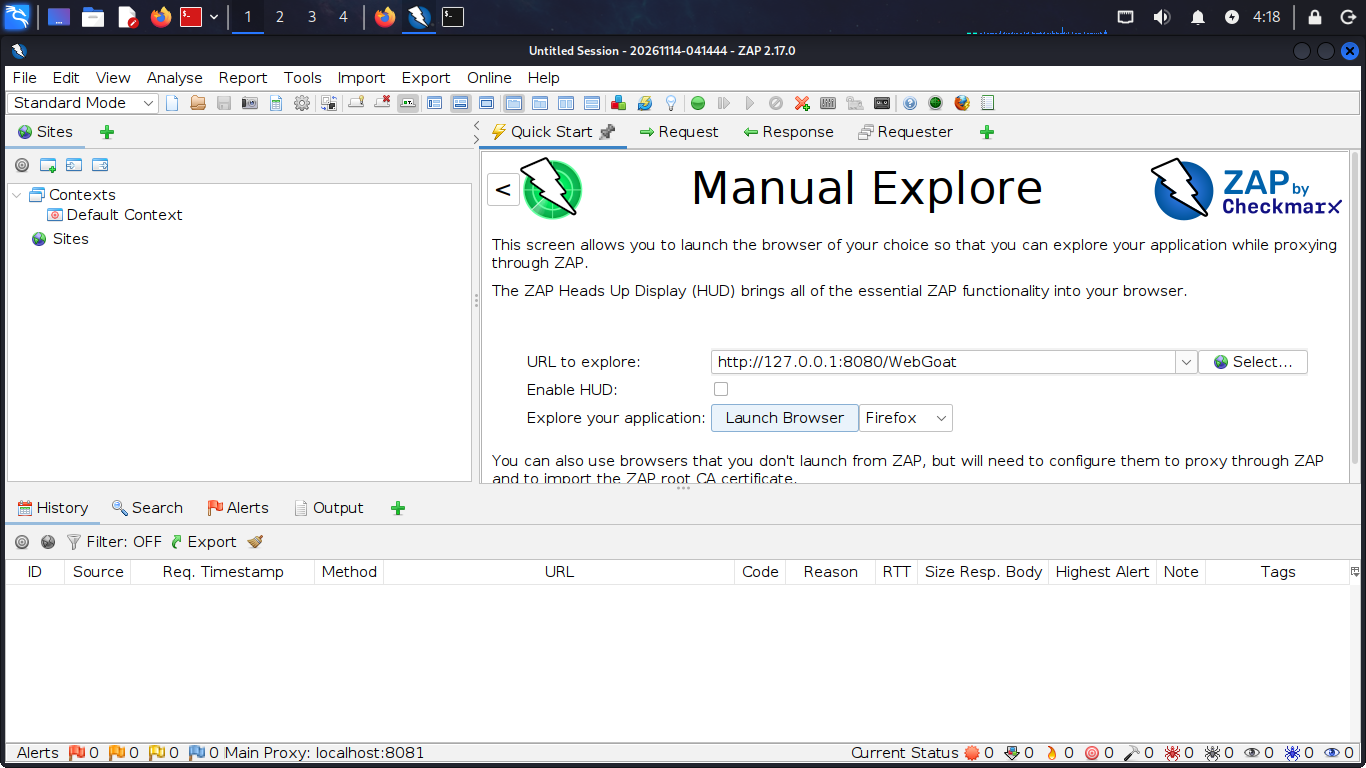 1 2 3 4 4:18
Untitled Session - 20261114-041444 - ZAP 2.17.0
File Edit View Analyse Report Tools Import Export Online Help
Standard Mode
Sites
Quick Start Request Response Requester
< Manual Explore ZAP by Checkmarx
Contexts
Default Context
Sites
This screen allows you to launch the browser of your choice so that you can explore your application while proxying
through ZAP.
The ZAP Heads Up Display (HUD) brings all of the essential ZAP functionality into your browser.
URL to explore: http://127.0.0.1:8080/WebGoat Select...
Enable HUD:
Explore your application: Launch Browser Firefox
You can also use browsers that you don't launch from ZAP, but will need to configure them to proxy through ZAP
and to import the ZAP root CA certificate.
History Search Alerts Output
Filter: OFF Export
ID Source Req. Timestamp Method URL Code Reason RTT Size Resp. Body Highest Alert Note Tags
Alerts 0 0 0 0 Main Proxy: localhost:8081 Current Status 0 0 0 0 0 0 0 0 0 0